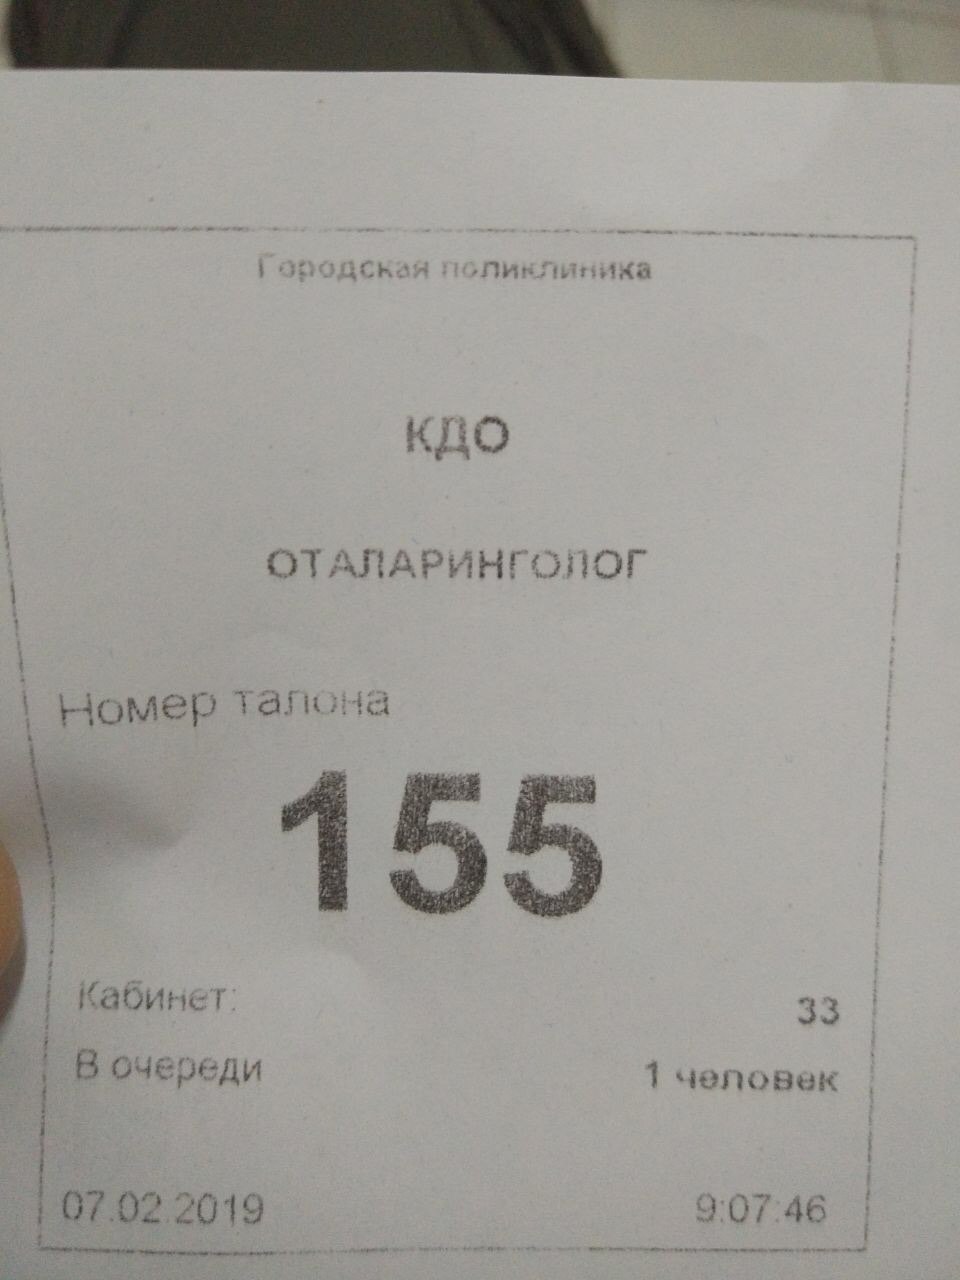 Городская поликлиника
КДО
ОТАЛАРИНГОЛОГ
Номер талона
155
Кабинет: 33
В очереди 1 человек
07.02.2019 9:07:46